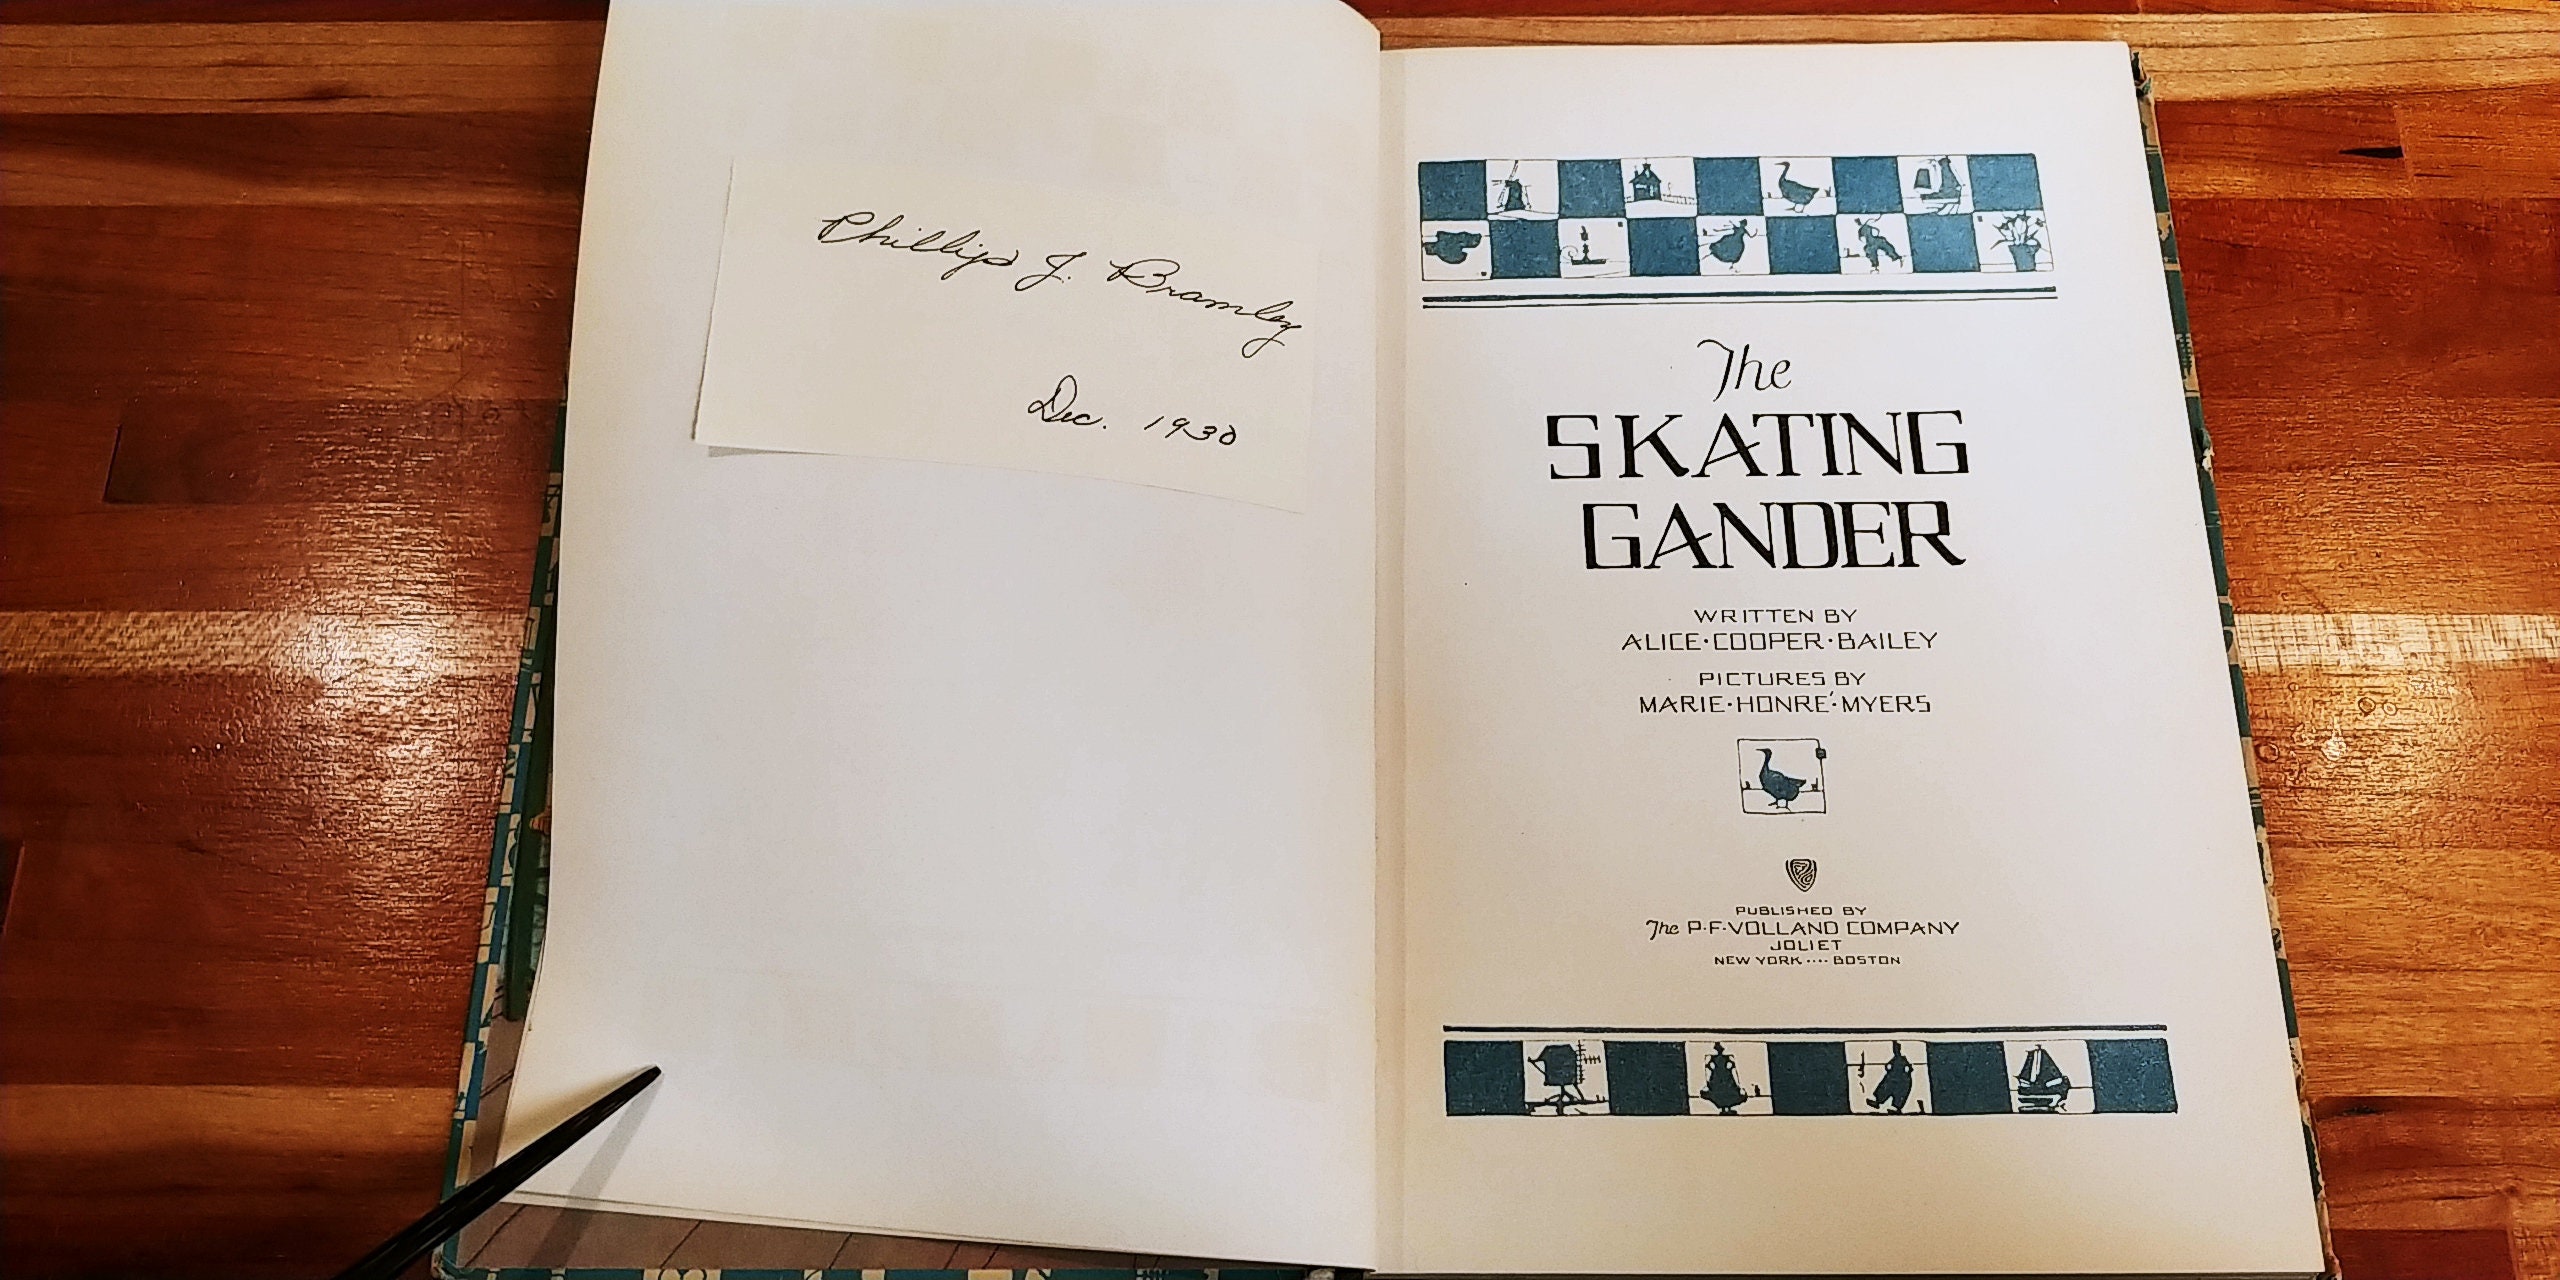 Phillip J. Bramley
Dec. 1930
The
SKATING
GANDER
WRITTEN BY
ALICE·COOPER·BAILEY
PICTURES BY
MARIE·HONRE´·MYERS
PUBLISHED BY
The P·F·VOLLAND COMPANY
JOLIET
NEW YORK ···· BOSTON